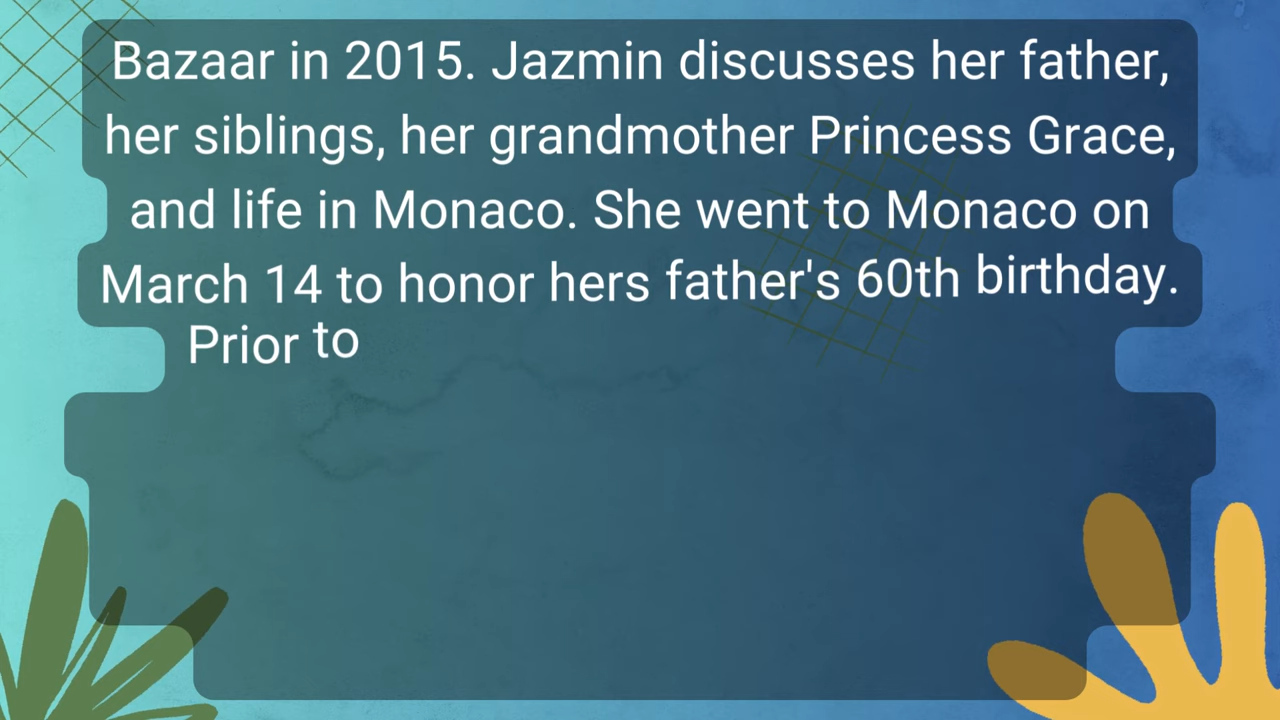 Bazaar in 2015. Jazmin discusses her father,
her siblings, her grandmother Princess Grace,
and life in Monaco. She went to Monaco on
March 14 to honor hers father's 60th birthday.
Prior to